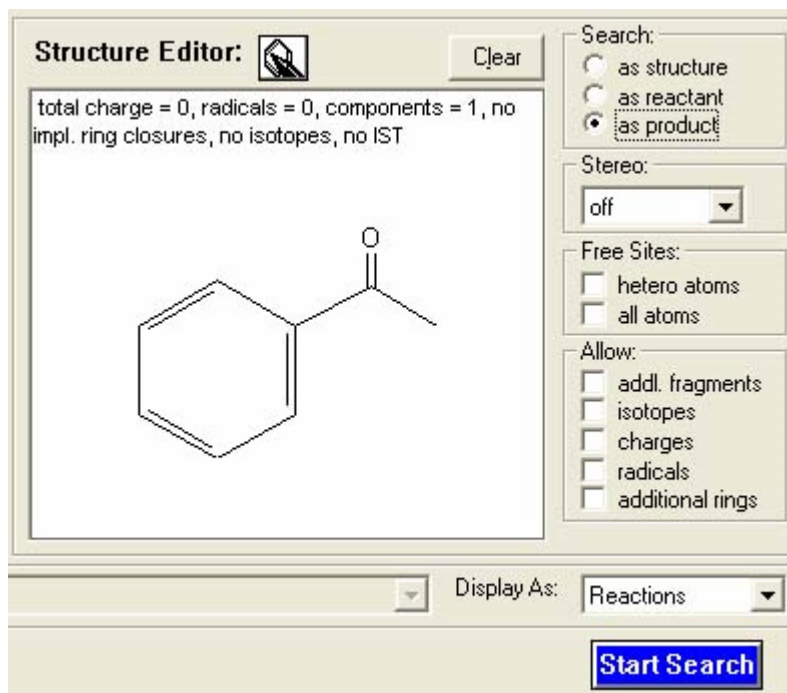 Structure Editor:
Clear
total charge = 0, radicals = 0, components = 1, no
impl. ring closures, no isotopes, no IST
O
Search:
as structure
as reactant
as product
Stereo:
off
Free Sites:
hetero atoms
all atoms
Allow:
addl. fragments
isotopes
charges
radicals
additional rings
Display As:
Reactions
Start Search